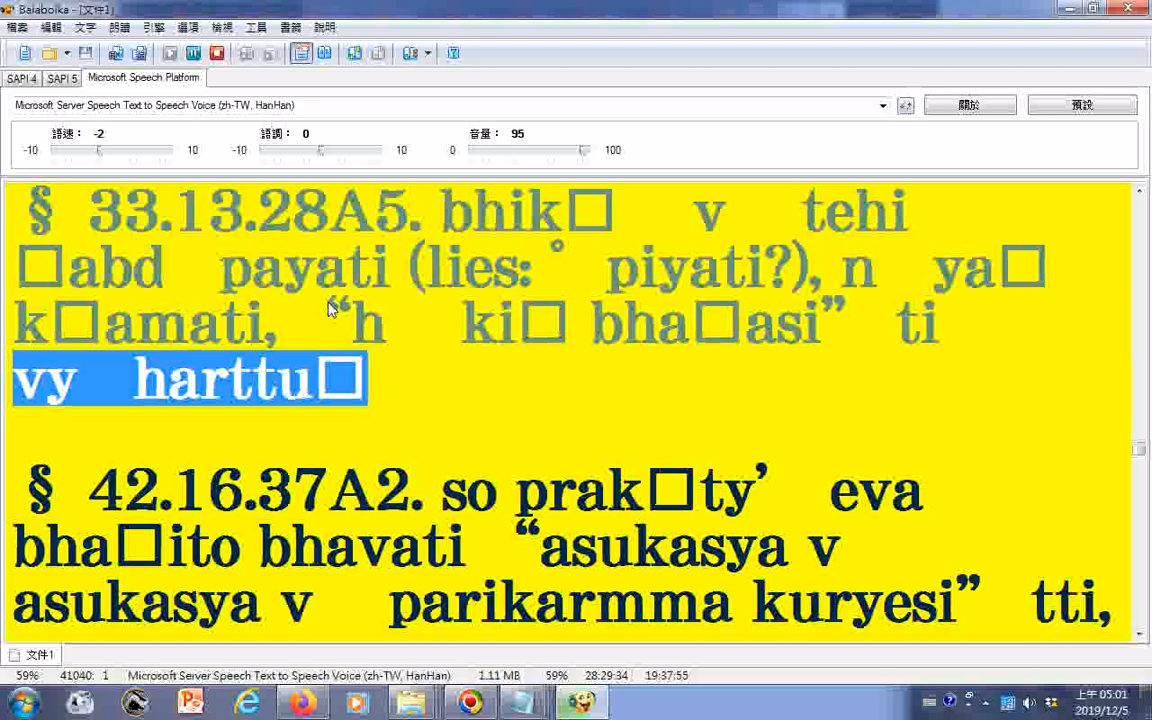 Balabolka - [文件1]
檔案 編輯 文字 朗讀 引擎 選項 檢視 工具 書籤 說明
SAPI 4 SAPI 5 Microsoft Speech Platform
Microsoft Server Speech Text to Speech Voice (zh-TW, HanHan) 關於 預設
語速： -2 語調： 0 音量： 95
-10 10 -10 10 0 100
§ 33.13.28A5. bhik□ v tehi
□abd payati (lies: ° piyati?), n ya□
k□amati, “h ki□ bha□asi” ti
vy harttu□
§ 42.16.37A2. so prak□ty’ eva
bha□ito bhavati “asukasya v
asukasya v parikarmma kuryesi” tti,
文件1
59% 41040: 1 Microsoft Server Speech Text to Speech Voice (zh-TW, HanHan) 1.11 MB 59% 28:29:34 19:37:55
上午 05:01
2019/12/5